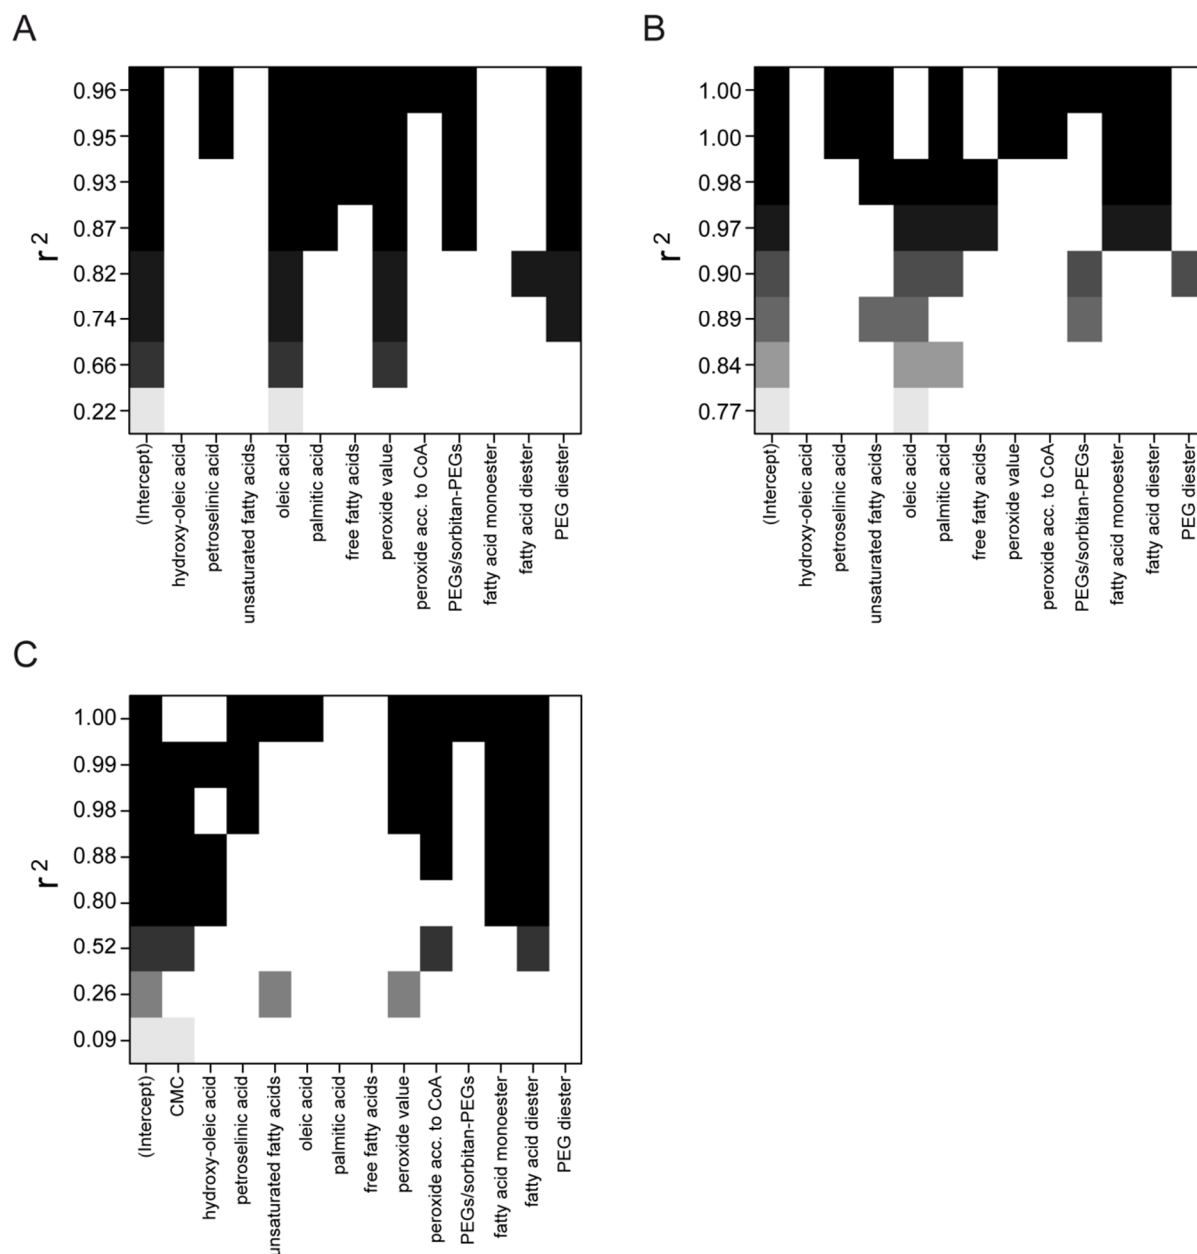 A
r 2
0.96
0.95
0.93
0.87
0.82
0.74
0.66
0.22
(Intercept)
hydroxy-oleic acid
petroselinic acid
unsaturated fatty acids
oleic acid
palmitic acid
free fatty acids
peroxide value
peroxide acc. to CoA
PEGs/sorbitan-PEGs
fatty acid monoester
fatty acid diester
PEG diester
B
r 2
1.00
1.00
0.98
0.97
0.90
0.89
0.84
0.77
(Intercept)
hydroxy-oleic acid
petroselinic acid
unsaturated fatty acids
oleic acid
palmitic acid
free fatty acids
peroxide value
peroxide acc. to CoA
PEGs/sorbitan-PEGs
fatty acid monoester
fatty acid diester
PEG diester
C
r 2
1.00
0.99
0.98
0.88
0.80
0.52
0.26
0.09
(Intercept)
CMC
hydroxy-oleic acid
petroselinic acid
unsaturated fatty acids
oleic acid
palmitic acid
free fatty acids
peroxide value
peroxide acc. to CoA
PEGs/sorbitan-PEGs
fatty acid monoester
fatty acid diester
PEG diester